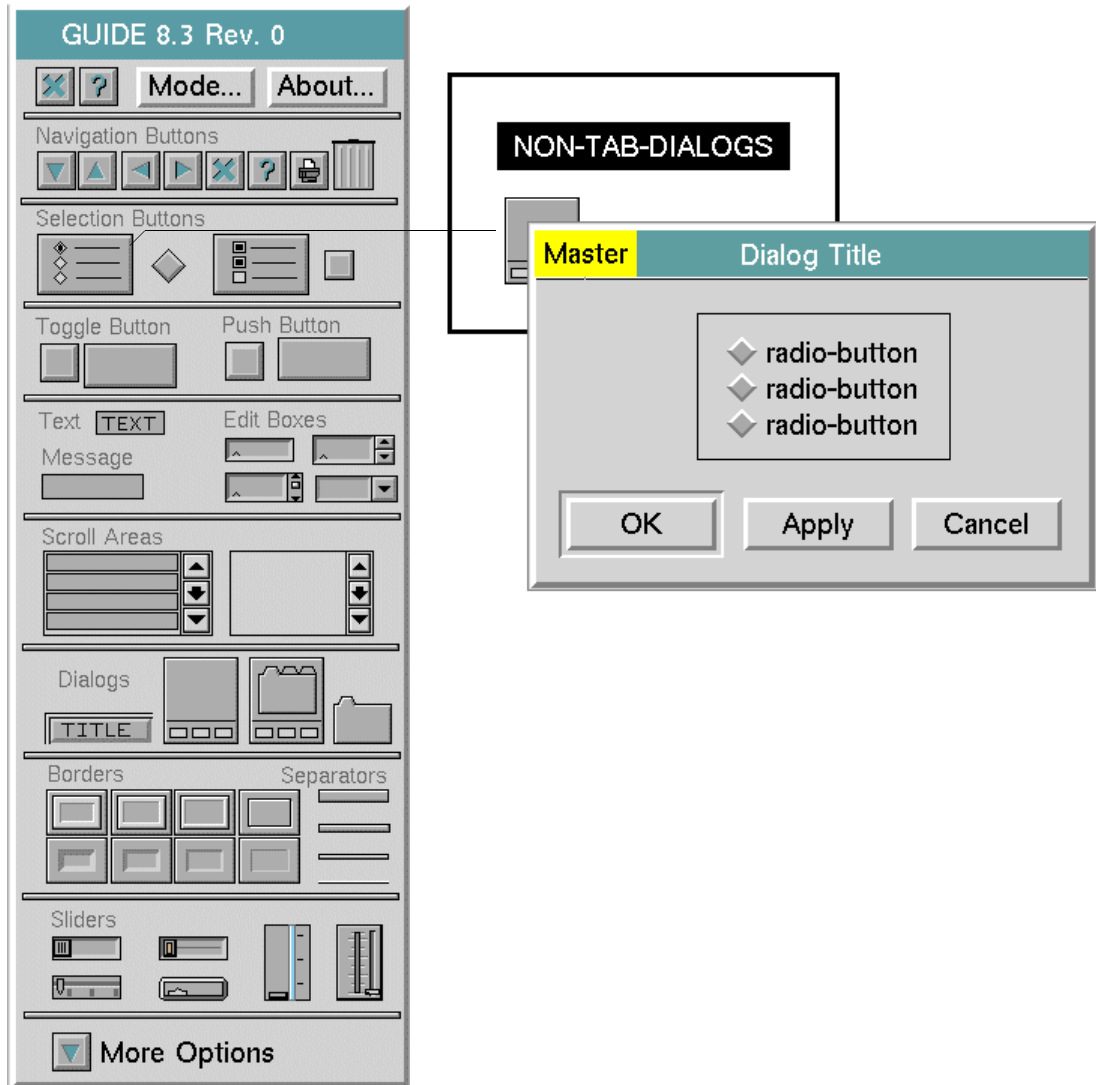 GUIDE 8.3 Rev. 0
? Mode... About...
Navigation Buttons
?
Selection Buttons
Toggle Button Push Button
Text TEXT Edit Boxes
Message
Scroll Areas
Dialogs
TITLE
Borders Separators
Sliders
More Options
NON-TAB-DIALOGS
Master Dialog Title
radio-button
radio-button
radio-button
OK Apply Cancel